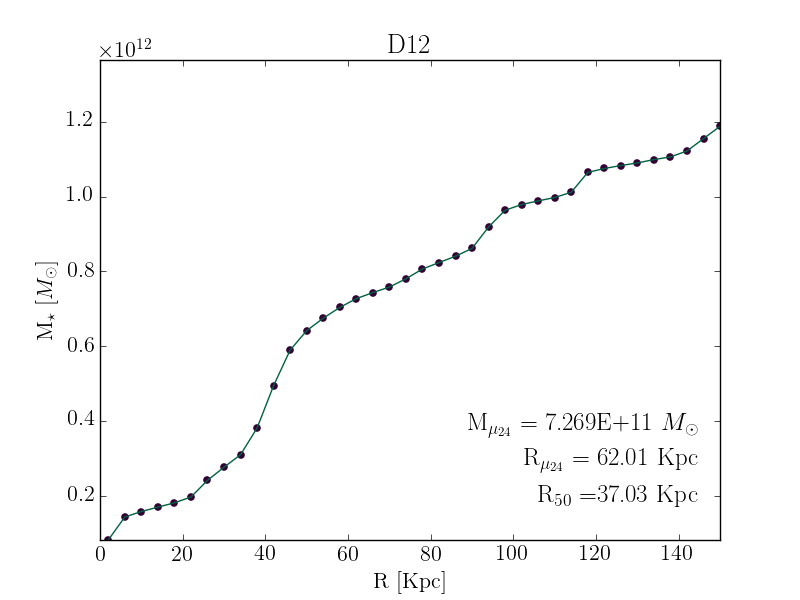 D12
×10¹²
1.2
1.0
0.8
0.6
0.4
0.2
M⋆ [M⊙]
M_μ₂₄ = 7.269E+11 M⊙
R_μ₂₄ = 62.01 Kpc
R₅₀ =37.03 Kpc
0 20 40 60 80 100 120 140
R [Kpc]